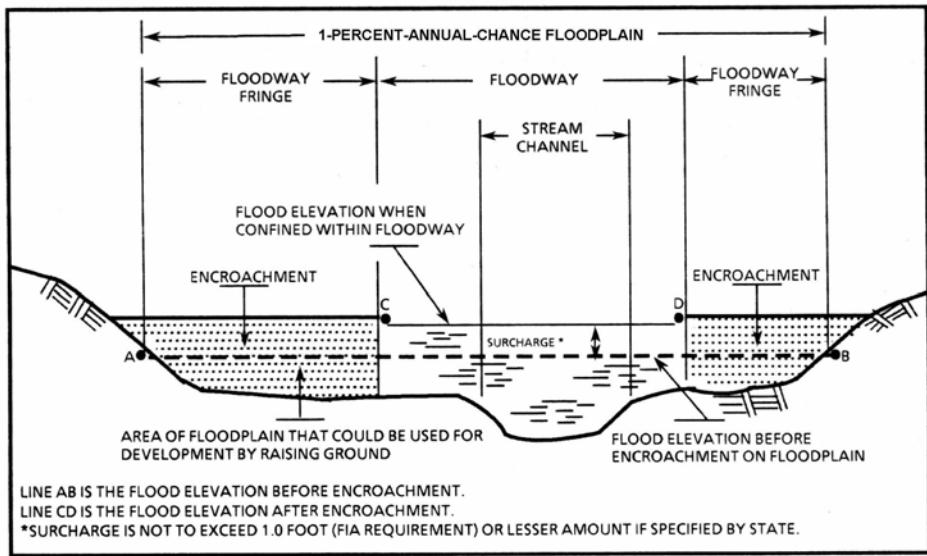 1-PERCENT-ANNUAL-CHANCE FLOODPLAIN
FLOODWAY
FRINGE
FLOODWAY
FLOODWAY
FRINGE
STREAM
CHANNEL
FLOOD ELEVATION WHEN
CONFINED WITHIN FLOODWAY
ENCROACHMENT
ENCROACHMENT
C
D
SURCHARGE *
A
B
AREA OF FLOODPLAIN THAT COULD BE USED FOR
DEVELOPMENT BY RAISING GROUND
FLOOD ELEVATION BEFORE
ENCROACHMENT ON FLOODPLAIN
LINE AB IS THE FLOOD ELEVATION BEFORE ENCROACHMENT.
LINE CD IS THE FLOOD ELEVATION AFTER ENCROACHMENT.
*SURCHARGE IS NOT TO EXCEED 1.0 FOOT (FIA REQUIREMENT) OR LESSER AMOUNT IF SPECIFIED BY STATE.